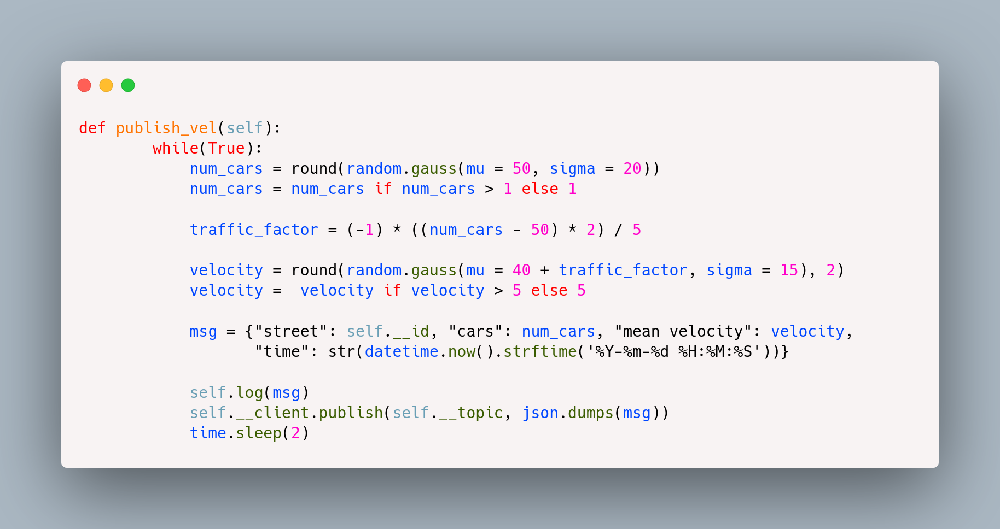 def publish_vel(self):
        while(True):
            num_cars = round(random.gauss(mu = 50, sigma = 20))
            num_cars = num_cars if num_cars > 1 else 1

            traffic_factor = (-1) * ((num_cars - 50) * 2) / 5

            velocity = round(random.gauss(mu = 40 + traffic_factor, sigma = 15), 2)
            velocity =  velocity if velocity > 5 else 5

            msg = {"street": self.__id, "cars": num_cars, "mean velocity": velocity,
                   "time": str(datetime.now().strftime('%Y-%m-%d %H:%M:%S'))}

            self.log(msg)
            self.__client.publish(self.__topic, json.dumps(msg))
            time.sleep(2)